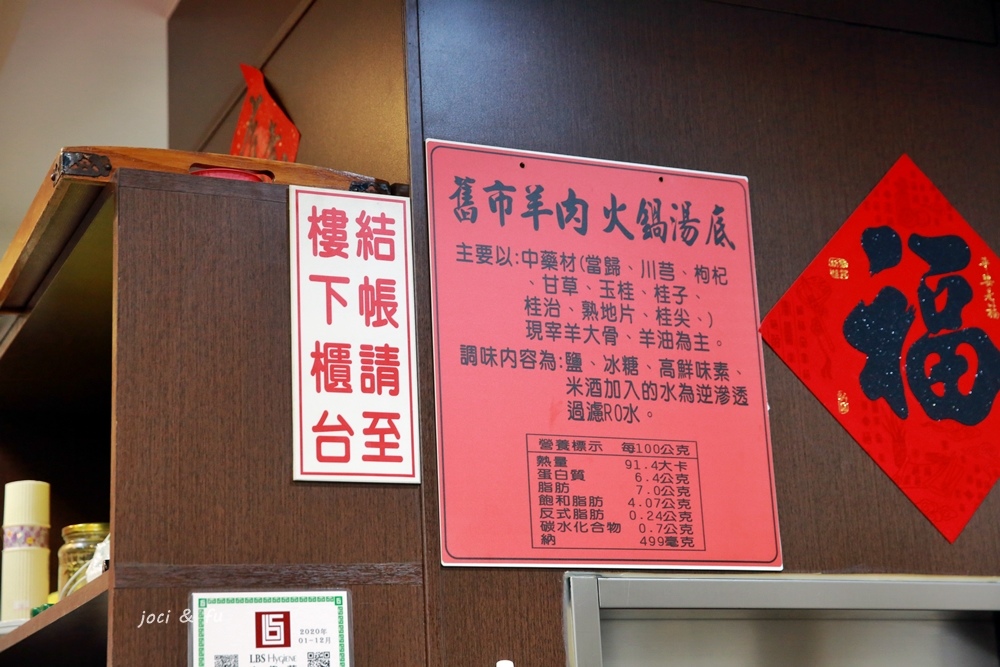 結帳請至
樓下櫃台
舊市羊肉火鍋湯底
主要以:中藥材(當歸、川芎、枸杞
、甘草、玉桂、桂子、
桂治、熟地片、桂尖、)
現宰羊大骨、羊油為主。
調味內容為:鹽、冰糖、高鮮味素、
米酒加入的水為逆滲透
過濾RO水。
營養標示 每100公克
熱量 91.4大卡
蛋白質 6.4公克
脂肪 7.0公克
飽和脂肪 4.07公克
反式脂肪 0.24公克
碳水化合物 0.7公克
納 499毫克
福
LBS HYGIENE
2020年
01-12月